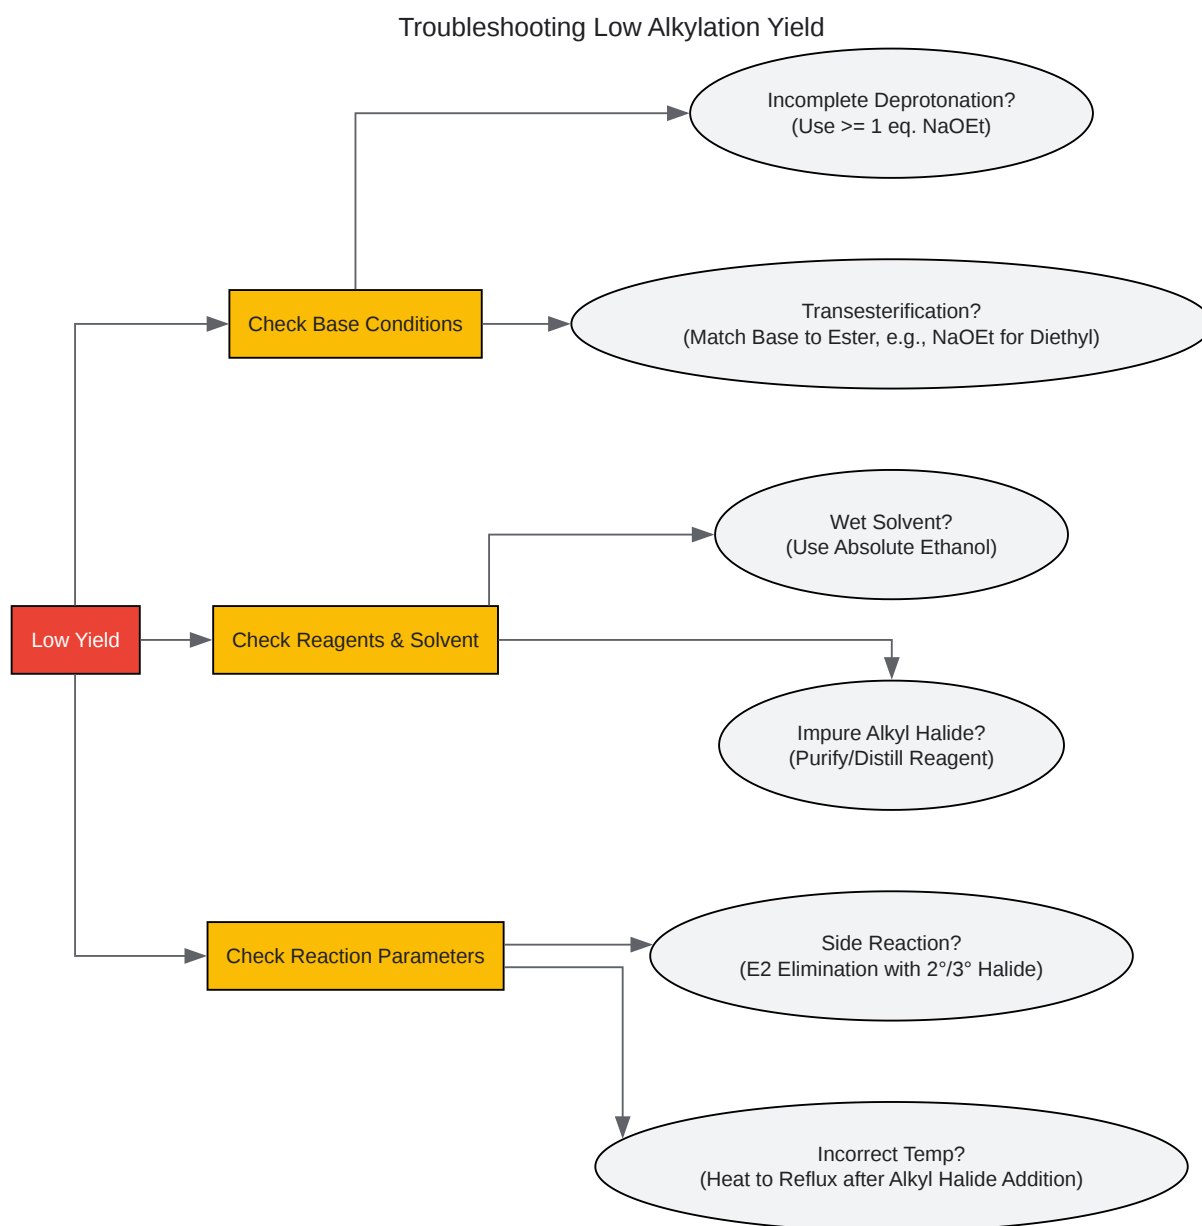 Troubleshooting Low Alkylation Yield
Incomplete Deprotonation?
(Use >= 1 eq. NaOEt)
Check Base Conditions
Transesterification?
(Match Base to Ester, e.g., NaOEt for Diethyl)
Wet Solvent?
(Use Absolute Ethanol)
Low Yield
Check Reagents & Solvent
Impure Alkyl Halide?
(Purify/Distill Reagent)
Check Reaction Parameters
Side Reaction?
(E2 Elimination with 2°/3° Halide)
Incorrect Temp?
(Heat to Reflux after Alkyl Halide Addition)